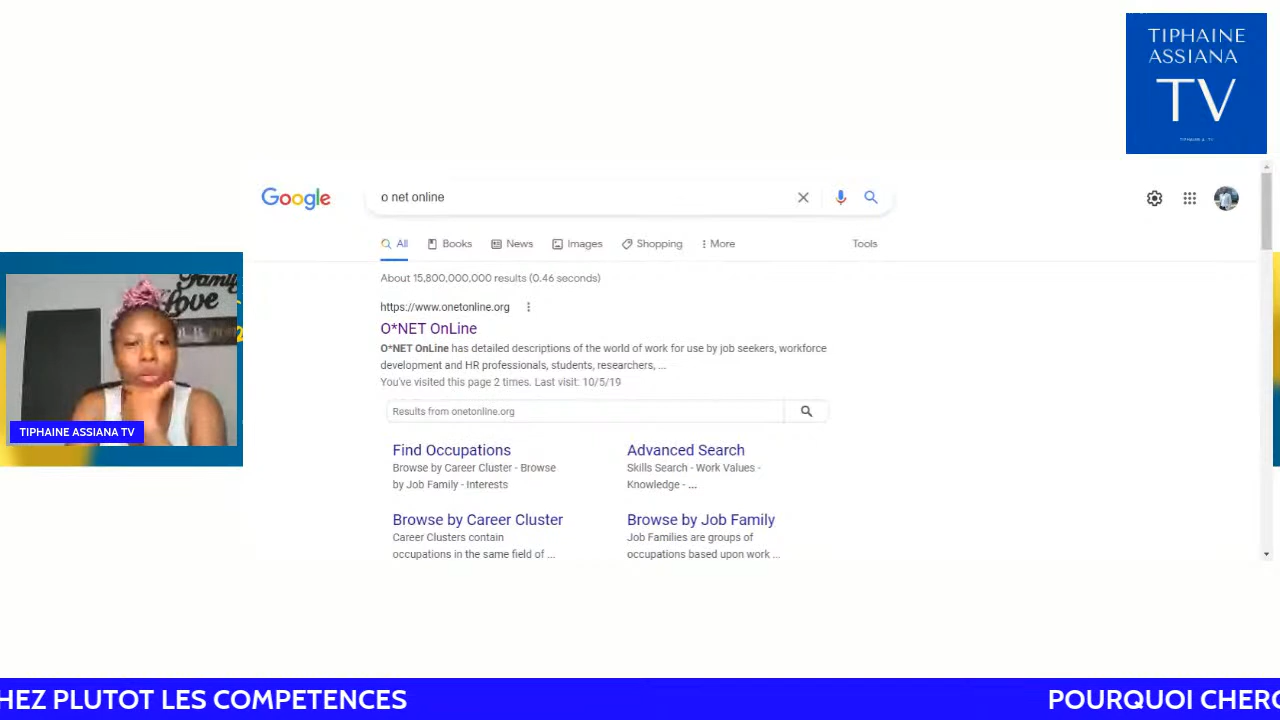 TIPHAINE
ASSIANA
TV
Google
o net online
All
Books
News
Images
Shopping
More
Tools
About 15,800,000,000 results (0.46 seconds)
https://www.onetonline.org
O*NET OnLine
O*NET OnLine has detailed descriptions of the world of work for use by job seekers, workforce
development and HR professionals, students, researchers, ...
You've visited this page 2 times. Last visit: 10/5/19
Results from onetonline.org
Find Occupations
Browse by Career Cluster - Browse
by Job Family - Interests
Advanced Search
Skills Search - Work Values -
Knowledge - ...
Browse by Career Cluster
Career Clusters contain
occupations in the same field of ...
Browse by Job Family
Job Families are groups of
occupations based upon work ...
Family
Love
TIPHAINE ASSIANA TV
HEZ PLUTOT LES COMPETENCES
POURQUOI CHERC